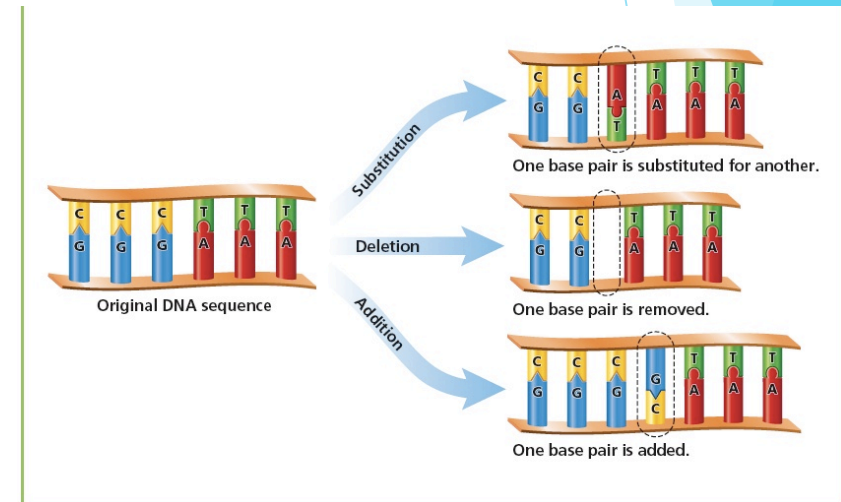 C C A T T T
G G T A A A
Substitution
One base pair is substituted for another.
C C C T T T
G G G A A A
Original DNA sequence
Deletion
C C T T T
G G A A A
One base pair is removed.
Addition
C C C G T T T
G G G C A A A
One base pair is added.